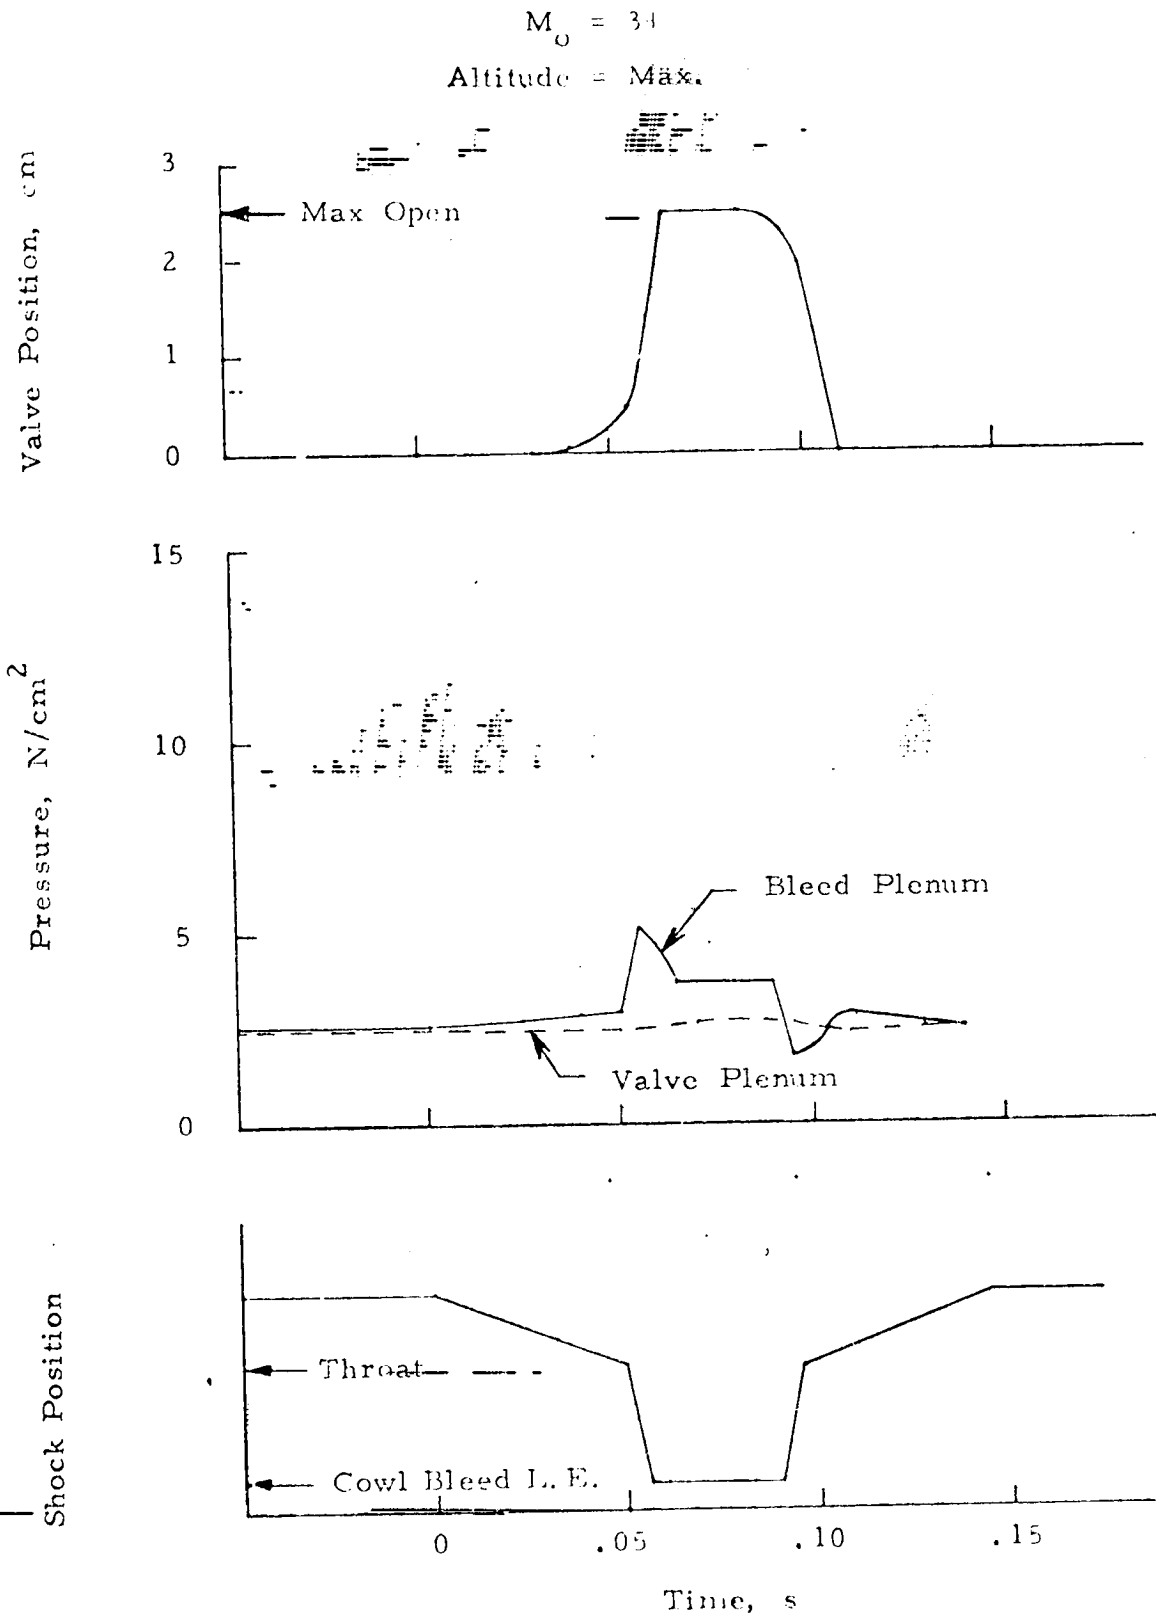 M₀ =
Altitude = Max.
Valve Position, cm
3
Max Open
2
1
0
Pressure, N/cm²
15
10
5
0
Bleed Plenum
Valve Plenum
Shock Position
Throat
Cowl Bleed L.E.
0 .05 .10 .15
Time, s